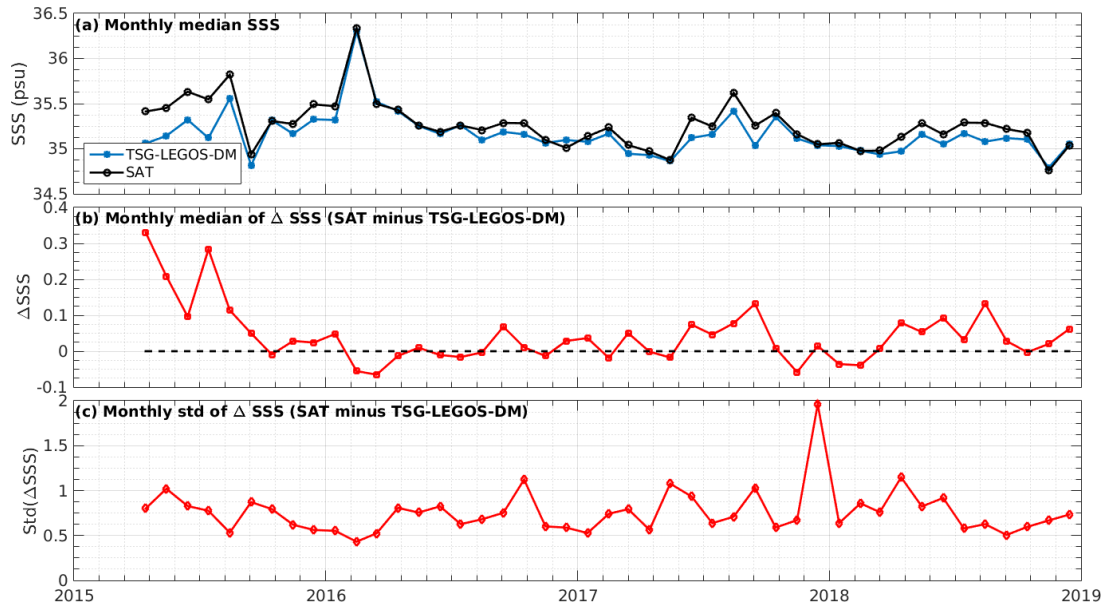 (a) Monthly median SSS
36.5
36
35.5
35
34.5
SSS (psu)
TSG-LEGOS-DM
SAT
(b) Monthly median of Δ SSS (SAT minus TSG-LEGOS-DM)
0.4
0.3
0.2
0.1
0
-0.1
ΔSSS
(c) Monthly std of Δ SSS (SAT minus TSG-LEGOS-DM)
2
1.5
1
0.5
0
Std(ΔSSS)
2015 2016 2017 2018 2019